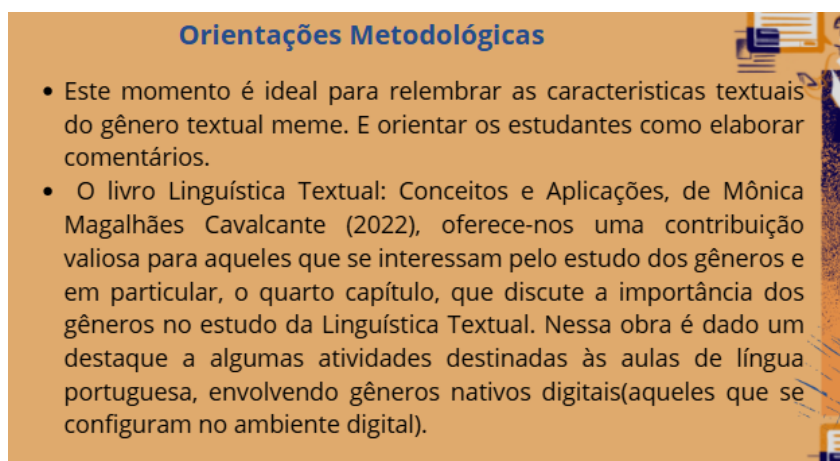 Orientações Metodológicas
• Este momento é ideal para relembrar as caracteristicas textuais
do gênero textual meme. E orientar os estudantes como elaborar
comentários.
• O livro Linguística Textual: Conceitos e Aplicações, de Mônica
Magalhães Cavalcante (2022), oferece-nos uma contribuição
valiosa para aqueles que se interessam pelo estudo dos gêneros e
em particular, o quarto capítulo, que discute a importância dos
gêneros no estudo da Linguística Textual. Nessa obra é dado um
destaque a algumas atividades destinadas às aulas de língua
portuguesa, envolvendo gêneros nativos digitais(aqueles que se
configuram no ambiente digital).